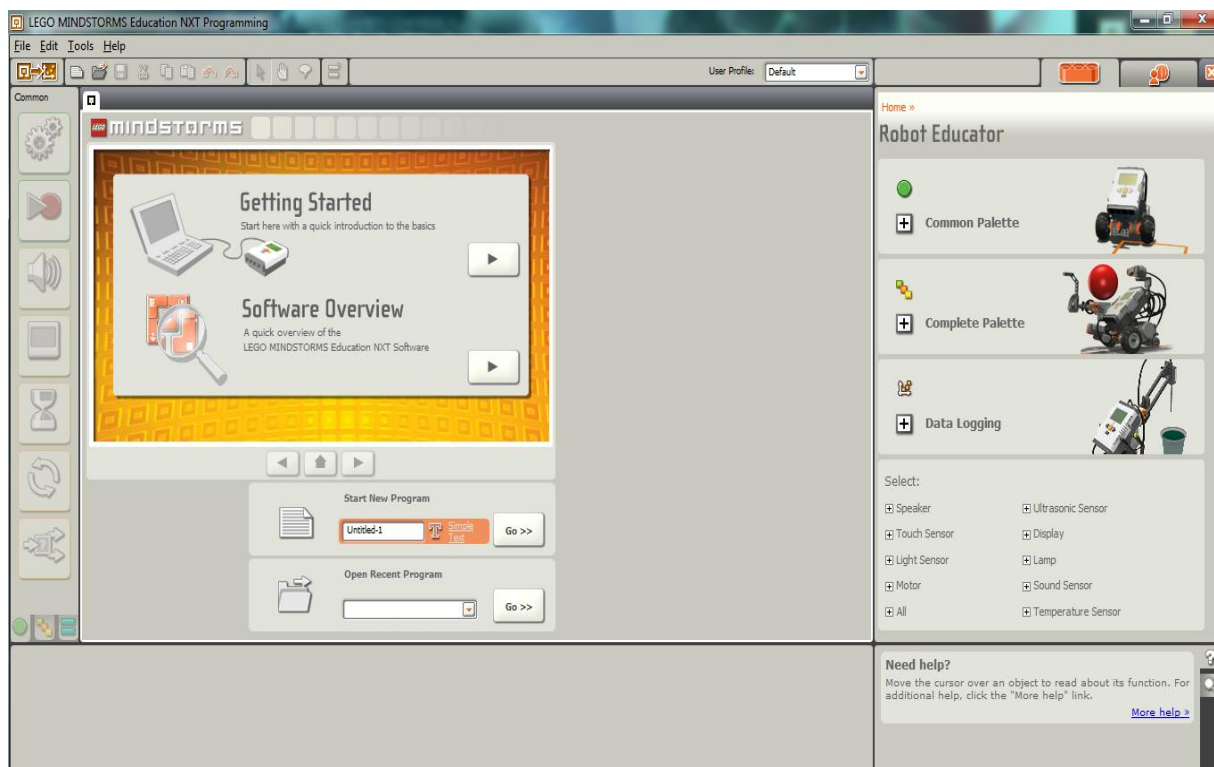 LEGO MINDSTORMS Education NXT Programming
File Edit Tools Help
User Profile: Default
Common
LEGO mindstorms
Getting Started
Start here with a quick introduction to the basics
Software Overview
A quick overview of the
LEGO MINDSTORMS Education NXT Software
Start New Program
Untitled-1
Simple
Text
Go >>
Open Recent Program
Go >>
Home »
Robot Educator
Common Palette
Complete Palette
Data Logging
Select:
Speaker
Ultrasonic Sensor
Touch Sensor
Display
Light Sensor
Lamp
Motor
Sound Sensor
All
Temperature Sensor
Need help?
Move the cursor over an object to read about its function. For
additional help, click the "More help" link.
More help »